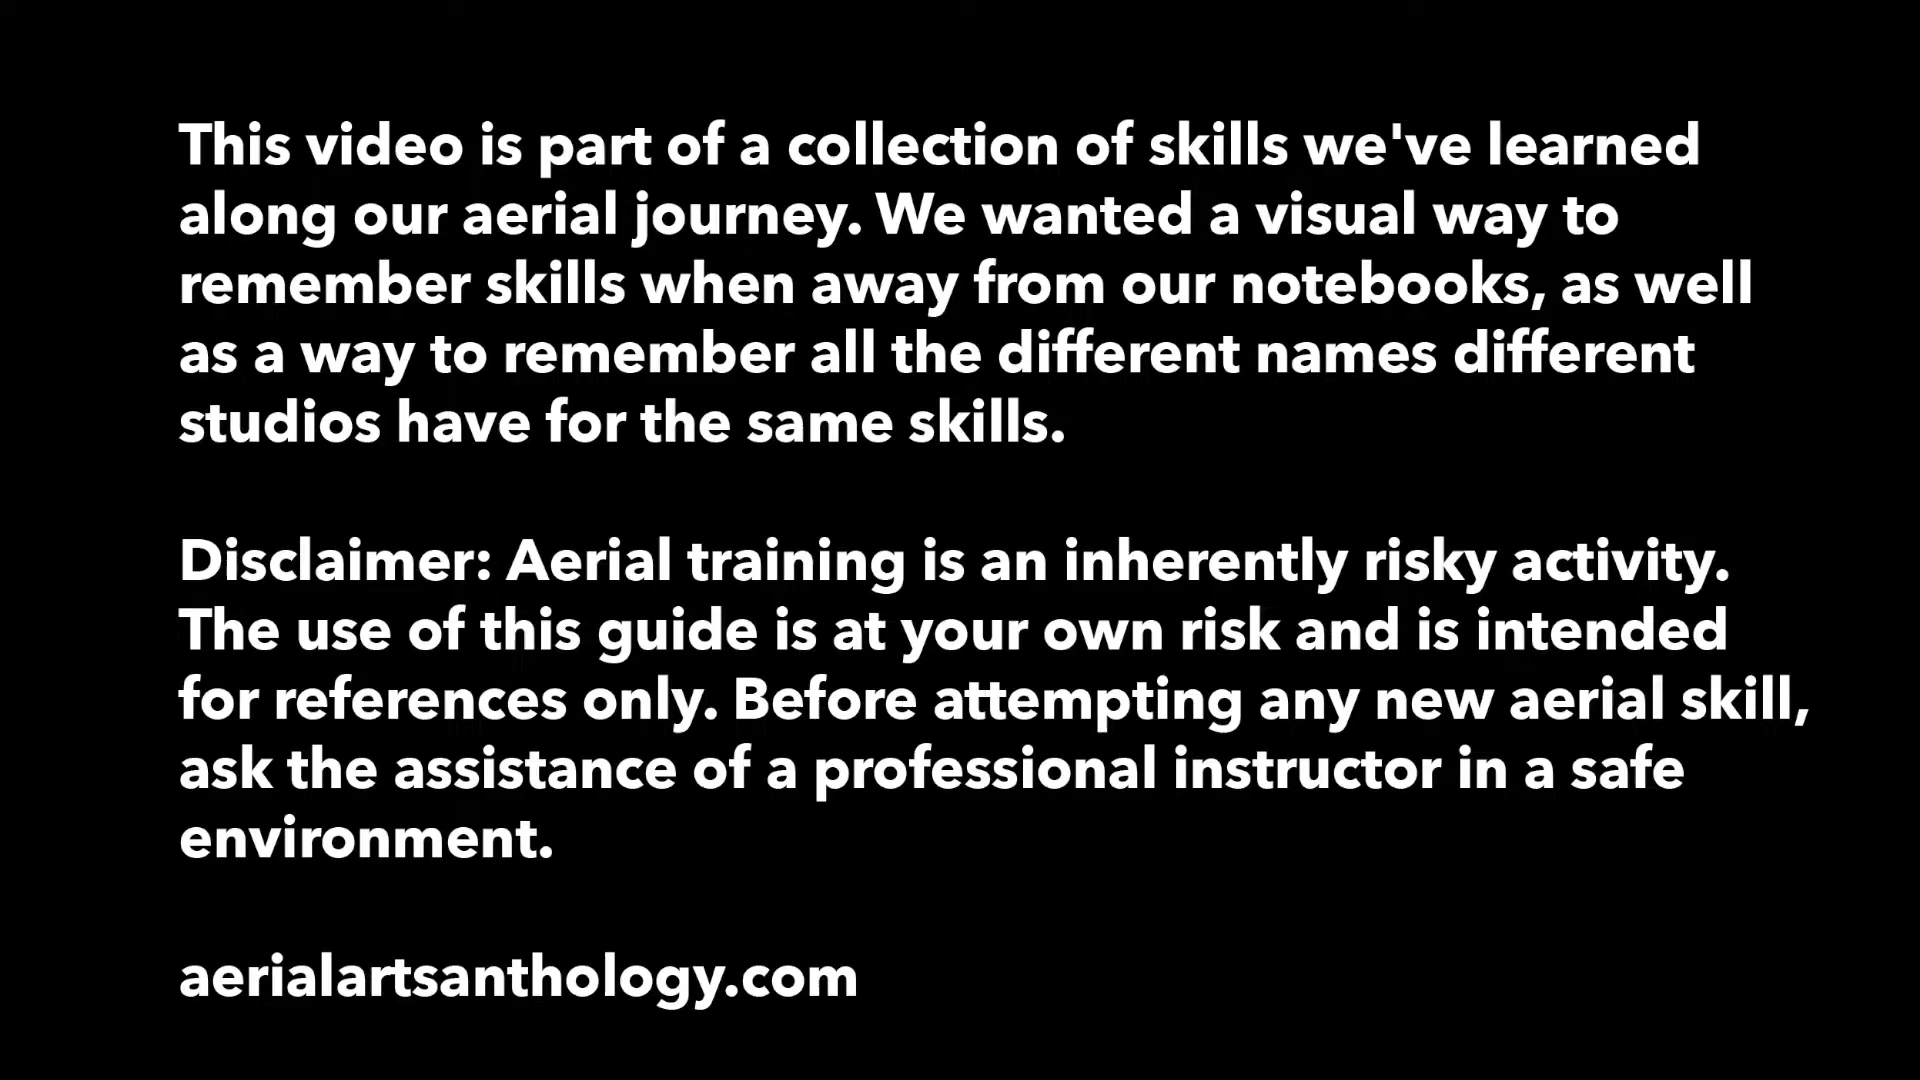 This video is part of a collection of skills we've learned
along our aerial journey. We wanted a visual way to
remember skills when away from our notebooks, as well
as a way to remember all the different names different
studios have for the same skills.
Disclaimer: Aerial training is an inherently risky activity.
The use of this guide is at your own risk and is intended
for references only. Before attempting any new aerial skill,
ask the assistance of a professional instructor in a safe
environment.
aerialartsanthology.com